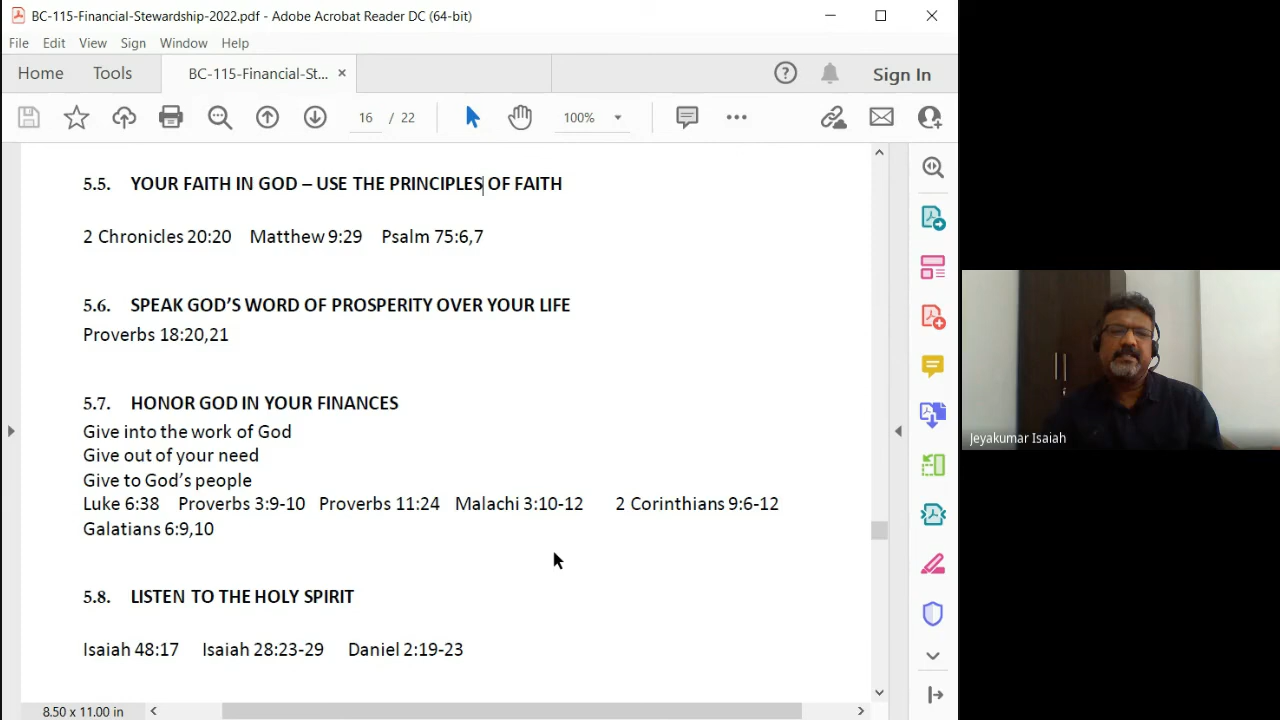 BC-115-Financial-Stewardship-2022.pdf - Adobe Acrobat Reader DC (64-bit)
File Edit View Sign Window Help
Home Tools BC-115-Financial-St... × Sign In
16 / 22 100%
5.5. YOUR FAITH IN GOD – USE THE PRINCIPLES OF FAITH
2 Chronicles 20:20 Matthew 9:29 Psalm 75:6,7
5.6. SPEAK GOD'S WORD OF PROSPERITY OVER YOUR LIFE
Proverbs 18:20,21
5.7. HONOR GOD IN YOUR FINANCES
Give into the work of God
Give out of your need
Give to God's people
Luke 6:38 Proverbs 3:9-10 Proverbs 11:24 Malachi 3:10-12 2 Corinthians 9:6-12
Galatians 6:9,10
5.8. LISTEN TO THE HOLY SPIRIT
Isaiah 48:17 Isaiah 28:23-29 Daniel 2:19-23
8.50 x 11.00 in
Jeyakumar Isaiah